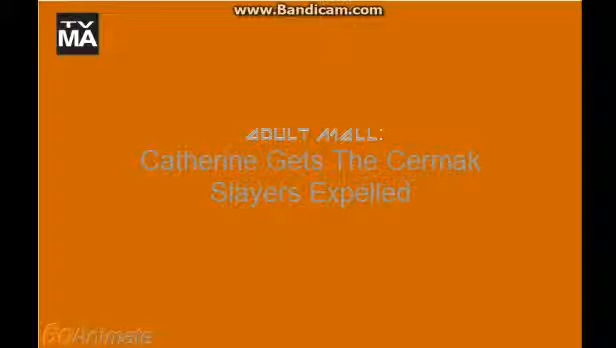 www.Bandicam.com
TV
MA
ADULT MALL:
Catherine Gets The Cermak
Slayers Expelled
GoAnimate